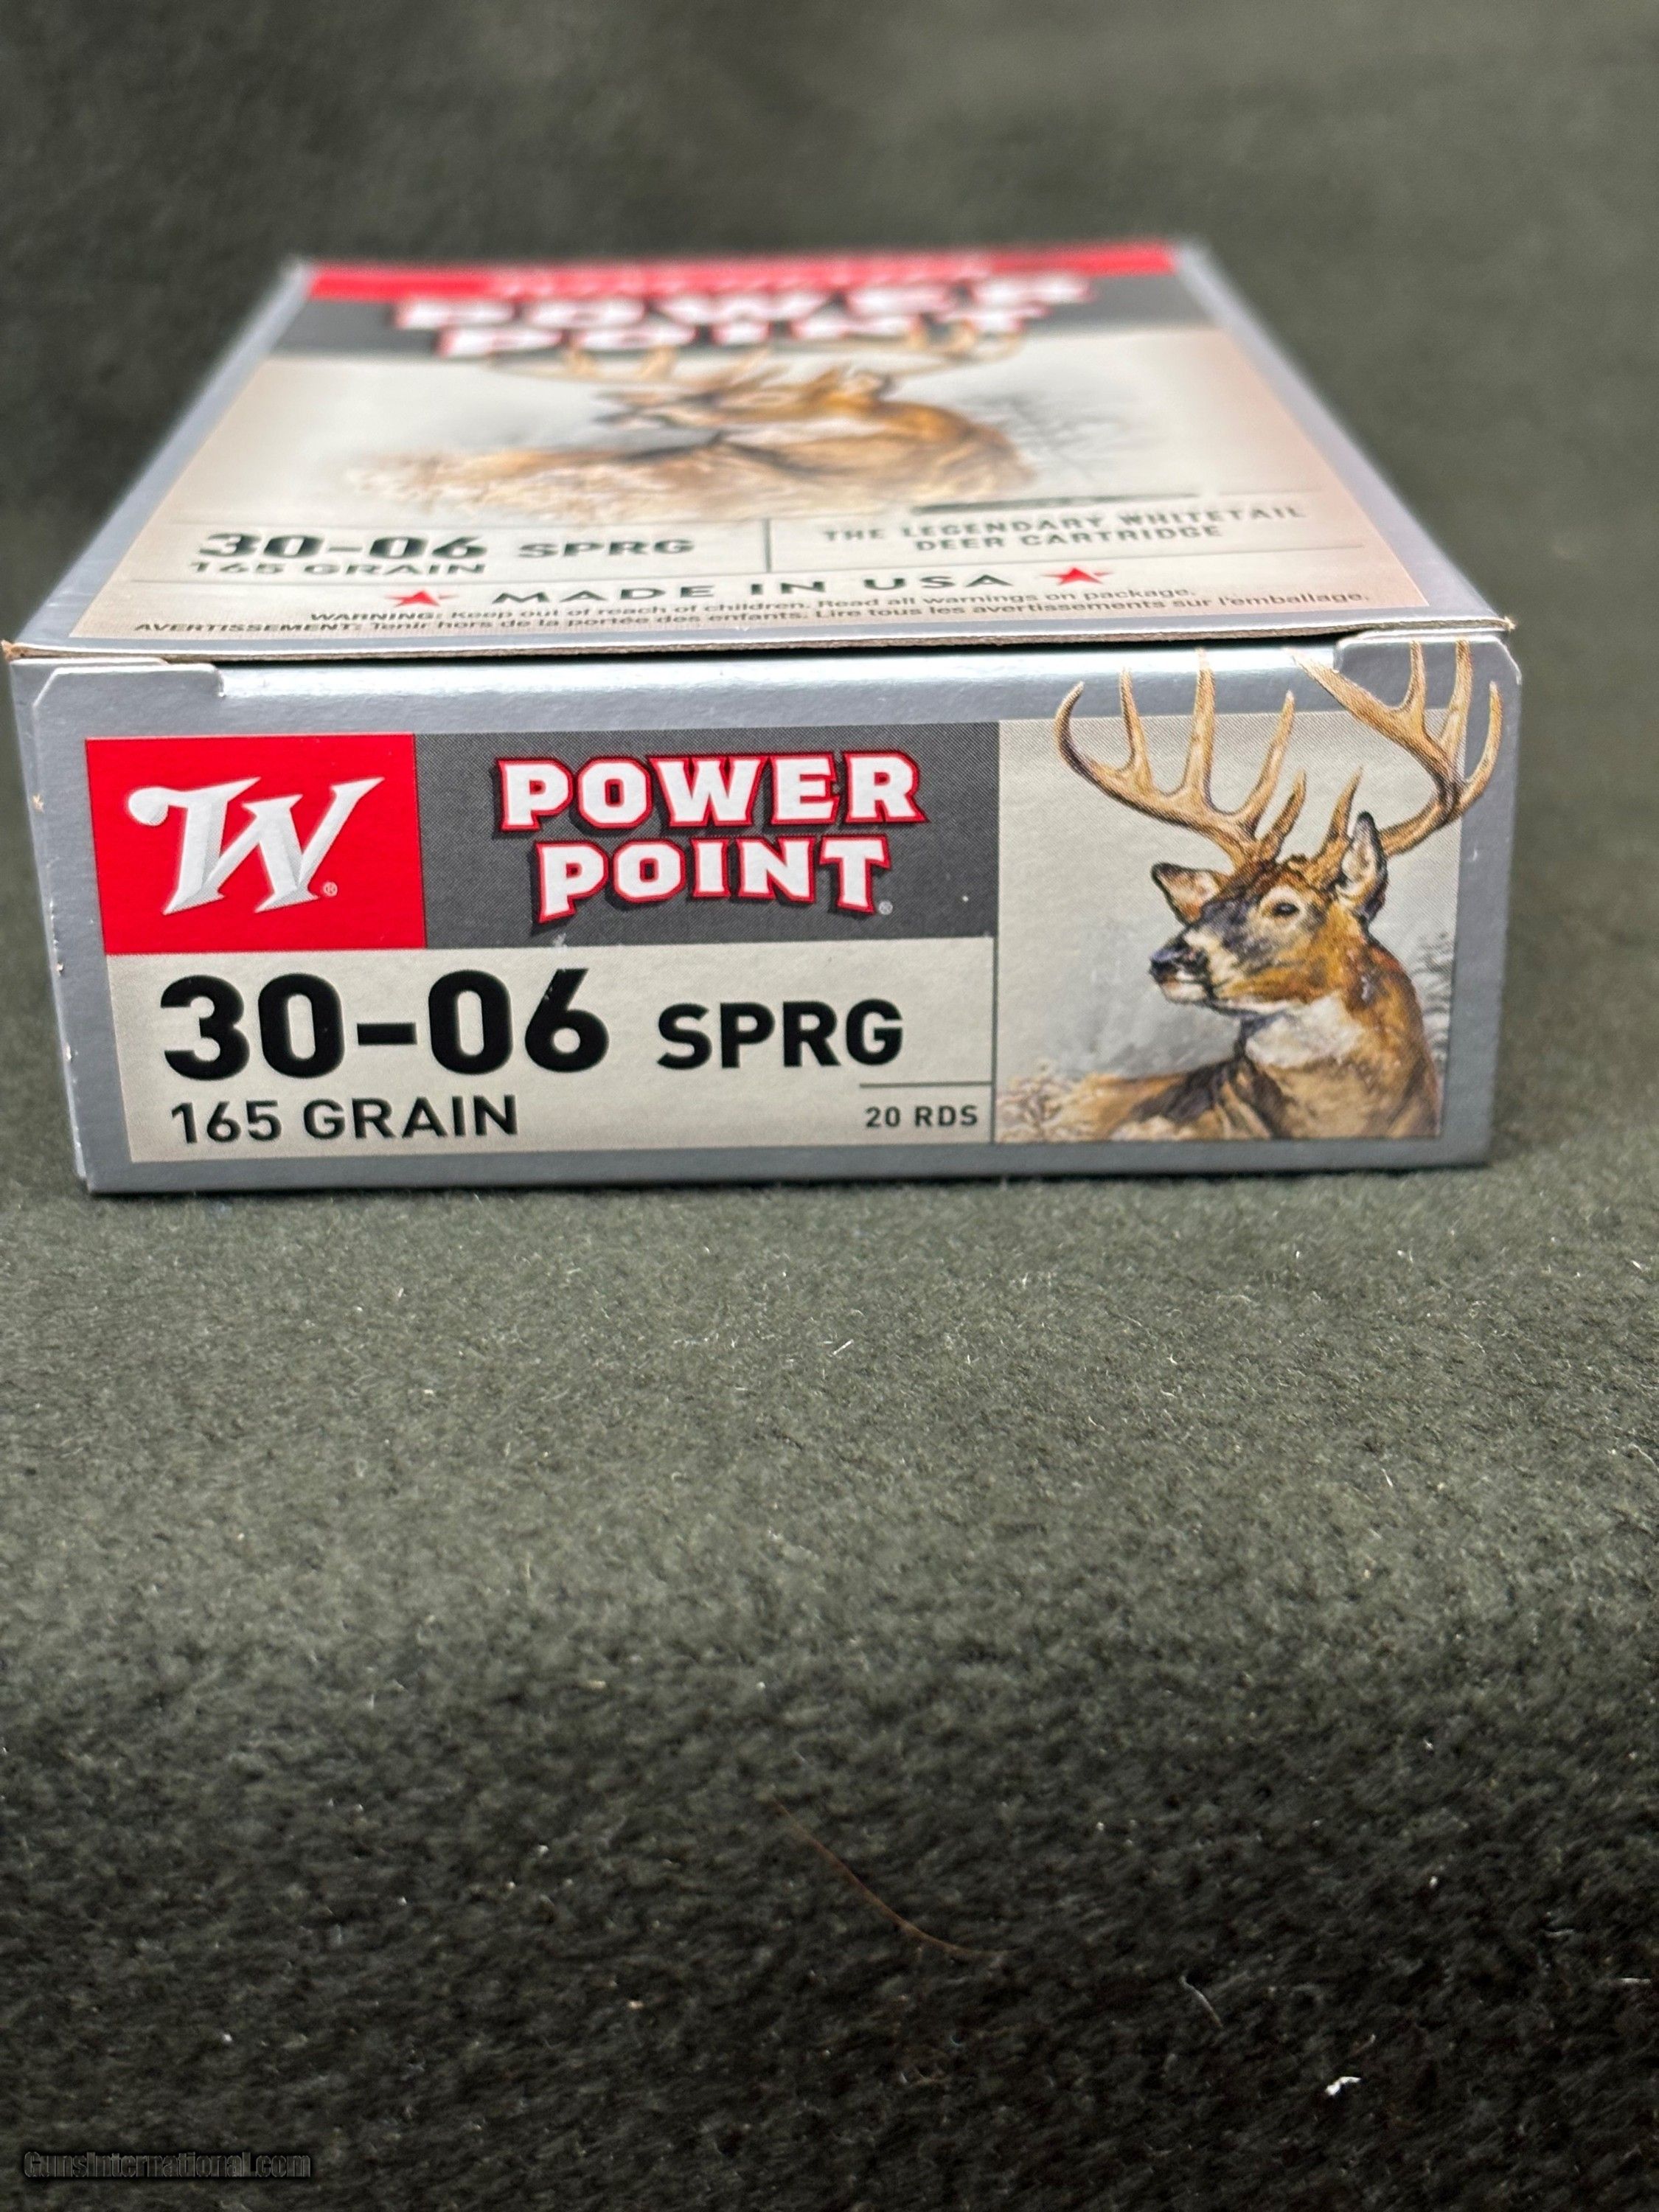 POWER
POINT
30-06 SPRG
165 GRAIN
THE LEGENDARY WHITETAIL
DEER CARTRIDGE
MADE IN USA
WARNING: Keep out of reach of children. Read all warnings on package.
AVERTISSEMENT: Tenir hors de la portée des enfants. Lire tous les avertissements sur l'emballage.
W®
POWER
POINT®
30-06 SPRG
165 GRAIN
20 RDS
GunsInternational.com